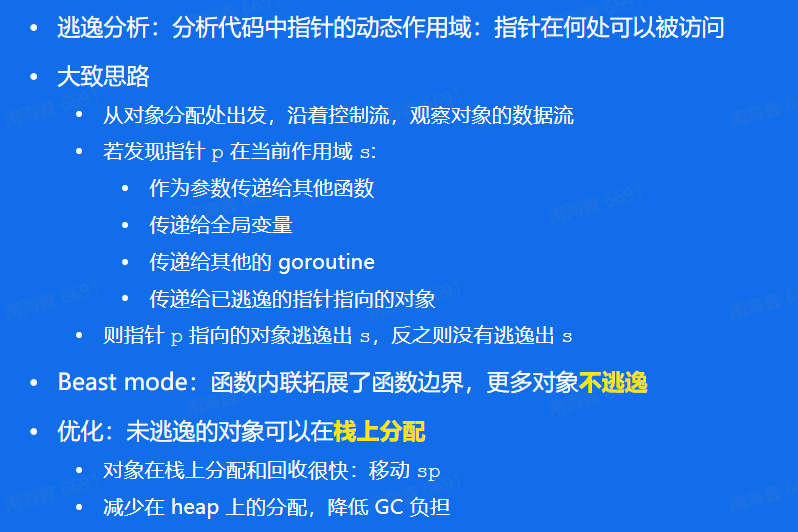 逃逸分析：分析代码中指针的动态作用域：指针在何处可以被访问
大致思路
从对象分配处出发，沿着控制流，观察对象的数据流
若发现指针 p 在当前作用域 s:
作为参数传递给其他函数
传递给全局变量
传递给其他的 goroutine
传递给已逃逸的指针指向的对象
则指针 p 指向的对象逃逸出 s，反之则没有逃逸出 s
Beast mode：函数内联拓展了函数边界，更多对象不逃逸
优化：未逃逸的对象可以在栈上分配
对象在栈上分配和回收很快：移动 sp
减少在 heap 上的分配，降低 GC 负担